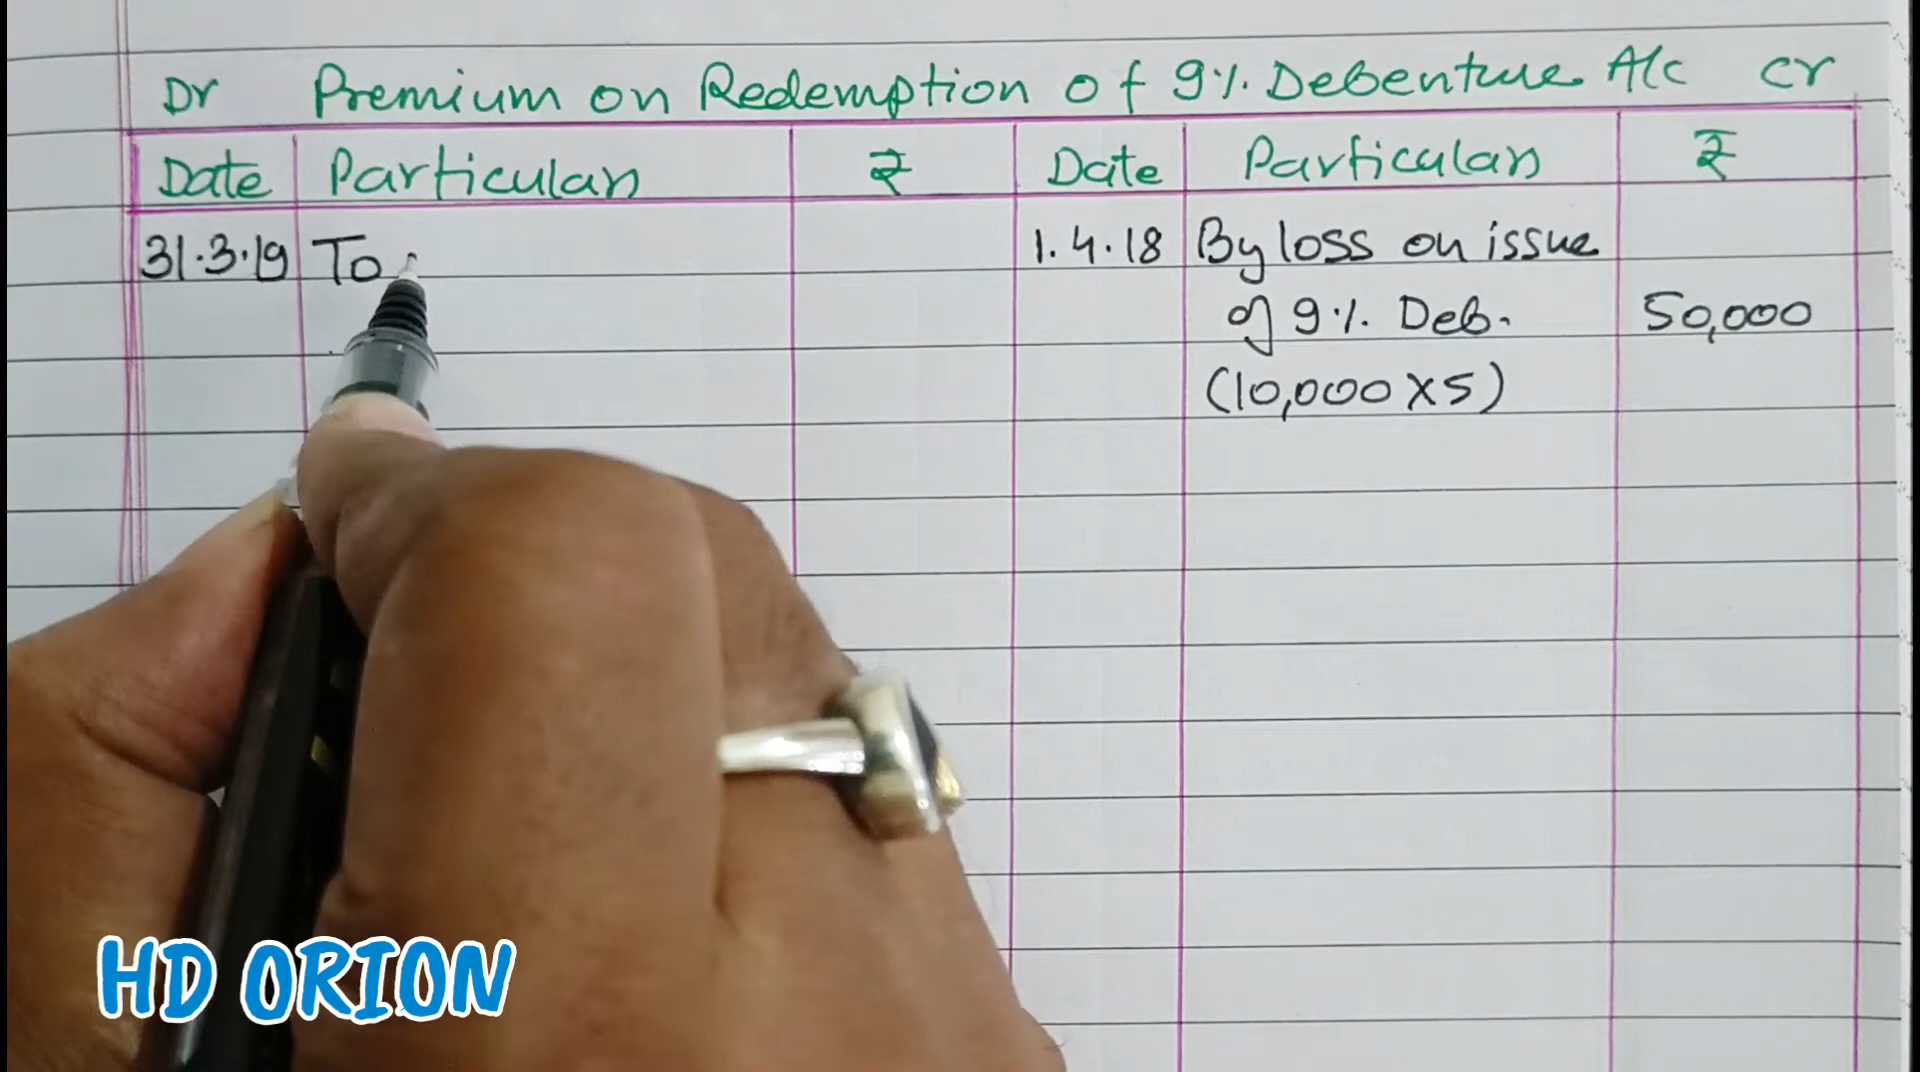 Dr Premium on Redemption of 9% Debenture A/c Cr
Date Particulars ₹ Date Particulars ₹
31.3.19 To 1.4.18 By loss on issue
of 9% Deb. 50,000
(10,000 X 5)
HD ORION